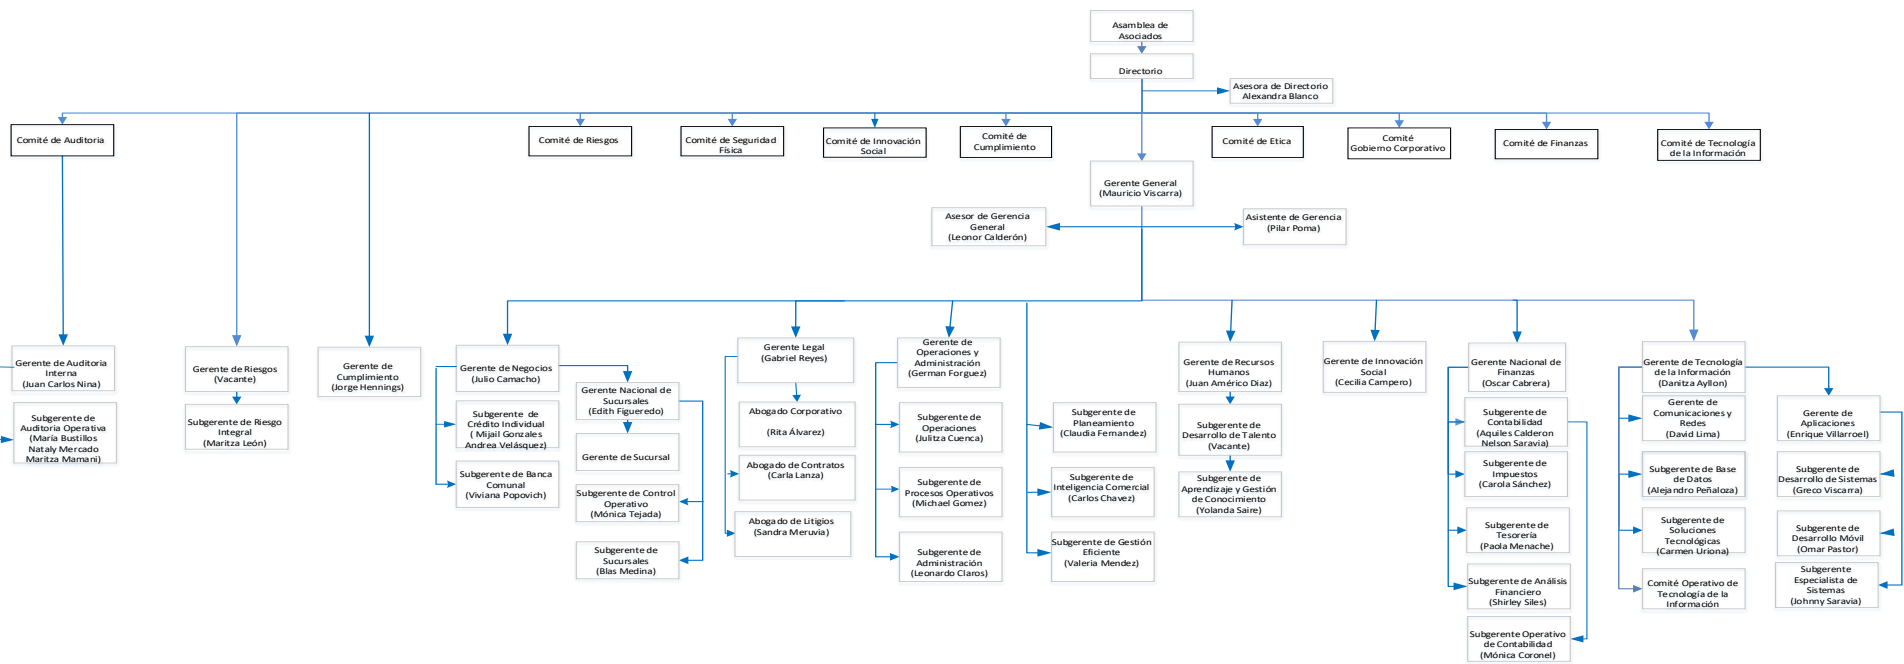 Asamblea de
Asociados
Directorio
Asesora de Directorio
Alexandra Blanco
Comité de Auditoria
Comité de Riesgos
Comité de Seguridad
Física
Comité de Innovación
Social
Comité de
Cumplimiento
Comité de Etica
Comité
Gobierno Corporativo
Comité de Finanzas
Comité de Tecnología
de la Información
Gerente General
(Mauricio Viscarra)
Asesor de Gerencia
General
(Leonor Calderón)
Asistente de Gerencia
(Pilar Poma)
Gerente de Auditoria
Interna
(Juan Carlos Nina)
Subgerente de
Auditoria Operativa
(María Bustillos
Nataly Mercado
Maritza Mamani)
Gerente de Riesgos
(Vacante)
Subgerente de Riesgo
Integral
(Maritza León)
Gerente de
Cumplimiento
(Jorge Hennings)
Gerente de Negocios
(Julio Camacho)
Subgerente de
Crédito Individual
( Mijail Gonzales
Andrea Velásquez)
Subgerente de Banca
Comunal
(Viviana Popovich)
Gerente Nacional de
Sucursales
(Edith Figueredo)
Gerente de Sucursal
Subgerente de Control
Operativo
(Mónica Tejada)
Subgerente de
Sucursales
(Blas Medina)
Gerente Legal
(Gabriel Reyes)
Abogado Corporativo
(Rita Álvarez)
Abogado de Contratos
(Carla Lanza)
Abogado de Litigios
(Sandra Meruvia)
Gerente de
Operaciones y
Administración
(German Forguez)
Subgerente de
Operaciones
(Julitza Cuenca)
Subgerente de
Procesos Operativos
(Michael Gomez)
Subgerente de
Administración
(Leonardo Claros)
Subgerente de
Planeamiento
(Claudia Fernandez)
Subgerente de
Inteligencia Comercial
(Carlos Chavez)
Subgerente de Gestión
Eficiente
(Valeria Mendez)
Gerente de Recursos
Humanos
(Juan Américo Diaz)
Subgerente de
Desarrollo de Talento
(Vacante)
Subgerente de
Aprendizaje y Gestión
de Conocimiento
(Yolanda Saire)
Gerente de Innovación
Social
(Cecilia Campero)
Gerente Nacional de
Finanzas
(Oscar Cabrera)
Subgerente de
Contabilidad
(Aquiles Calderon
Nelson Saravia)
Subgerente de
Impuestos
(Carola Sánchez)
Subgerente de
Tesorería
(Paola Menache)
Subgerente de Análisis
Financiero
(Shirley Siles)
Subgerente Operativo
de Contabilidad
(Mónica Coronel)
Gerente de Tecnología
de la Información
(Danitza Ayllon)
Gerente de
Comunicaciones y
Redes
(David Lima)
Subgerente de Base
de Datos
(Alejandro Peñaloza)
Subgerente de
Soluciones
Tecnológicas
(Carmen Uriona)
Comité Operativo de
Tecnología de la
Información
Gerente de
Aplicaciones
(Enrique Villarroel)
Subgerente de
Desarrollo de Sistemas
(Greco Viscarra)
Subgerente de
Desarrollo Móvil
(Omar Pastor)
Subgerente
Especialista de
Sistemas
(Johnny Saravia)